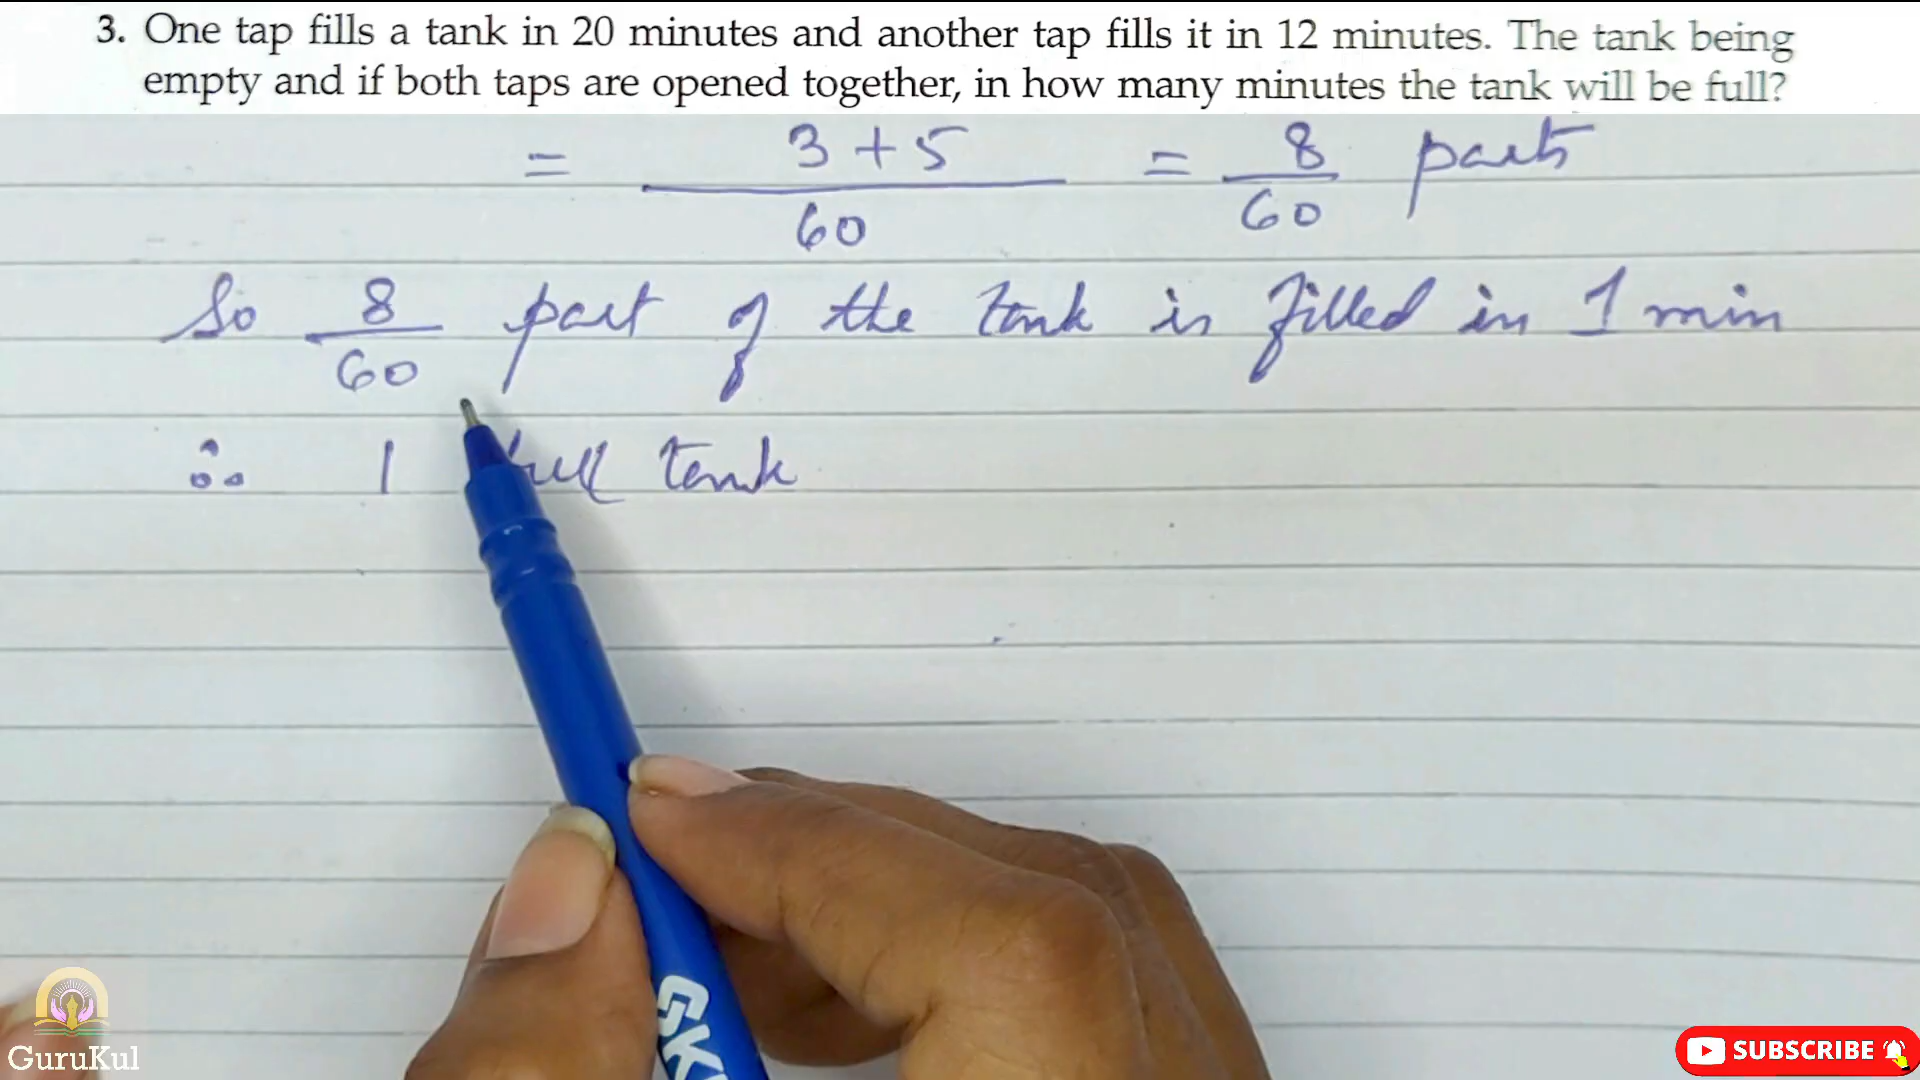 3. One tap fills a tank in 20 minutes and another tap fills it in 12 minutes. The tank being
empty and if both taps are opened together, in how many minutes the tank will be full?
= 3 + 5 / 60 = 8 / 60 parts
So 8 / 60 part of the tank is filled in 1 min
∴ 1 tank
GuruKul
SUBSCRIBE